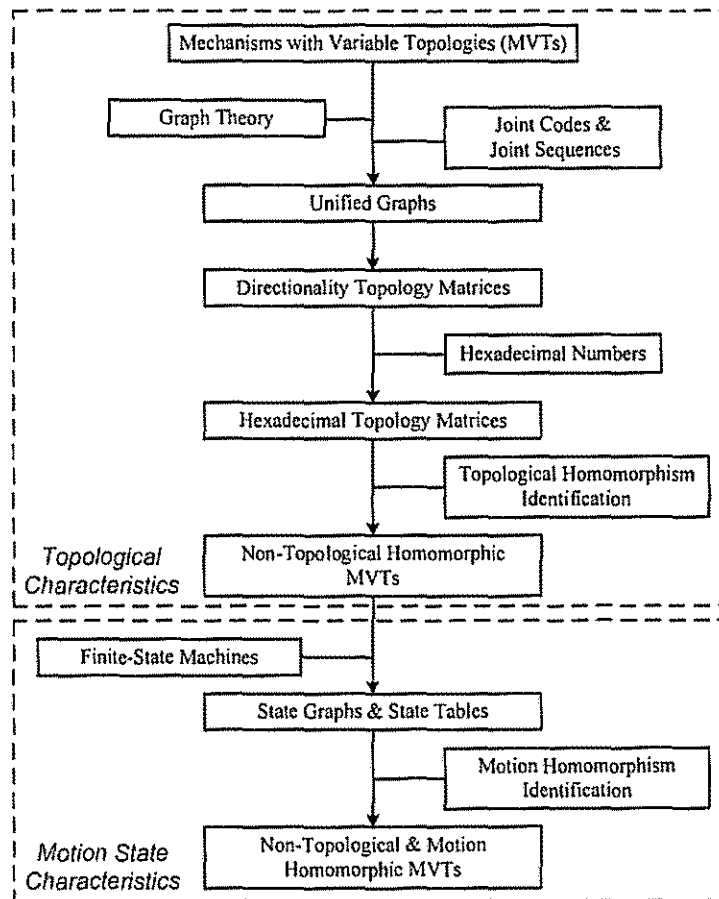 Mechanisms with Variable Topologies (MVTs)
Graph Theory
Joint Codes &
Joint Sequences
Unified Graphs
Directionality Topology Matrices
Hexadecimal Numbers
Hexadecimal Topology Matrices
Topological Homomorphism
Identification
Non-Topological Homomorphic
MVTs
Topological
Characteristics
Finite-State Machines
State Graphs & State Tables
Motion Homomorphism
Identification
Non-Topological & Motion
Homomorphic MVTs
Motion State
Characteristics